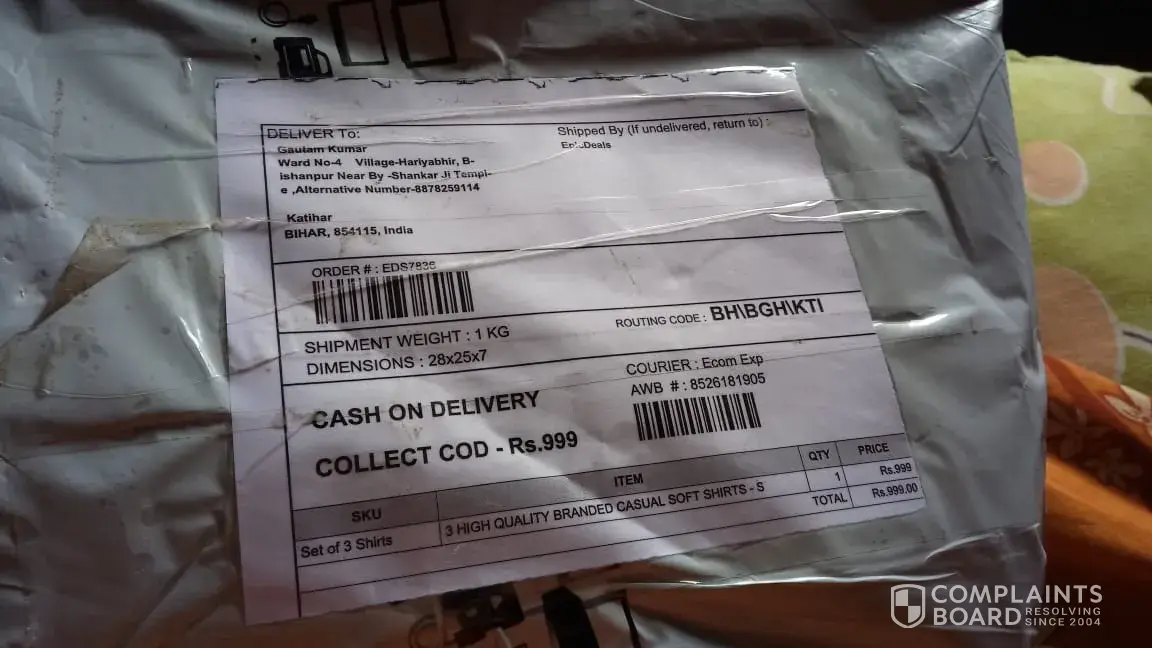 DELIVER To:
Gautam Kumar
Ward No-4 Village-Hariyabhir, B-
ishanpur Near By -Shankar Ji Templ-
e ,Alternative Number-8878259114
Katihar
BIHAR, 854115, India
Shipped By (If undelivered, return to) :
ORDER # : EDS7836
SHIPMENT WEIGHT : 1 KG
DIMENSIONS : 28x25x7
ROUTING CODE : BH\BGH\KTI
CASH ON DELIVERY
COLLECT COD - Rs.999
COURIER : Ecom Exp
AWB # : 8526181905
SKU ITEM QTY PRICE
Set of 3 Shirts 3 HIGH QUALITY BRANDED CASUAL SOFT SHIRTS - S 1 Rs.999
TOTAL Rs.999.00
COMPLAINTS
BOARD RESOLVING
SINCE 2004